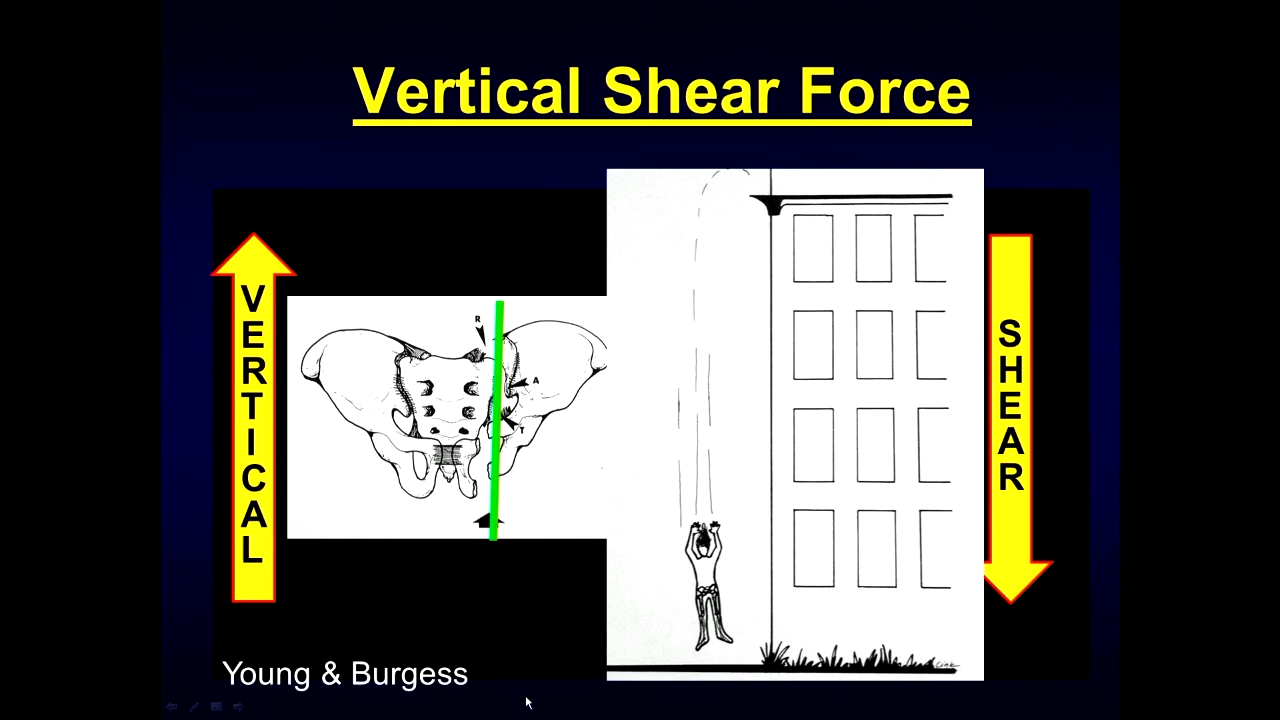 Vertical Shear Force
VERTICAL
R
A
T
SHEAR
Young & Burgess